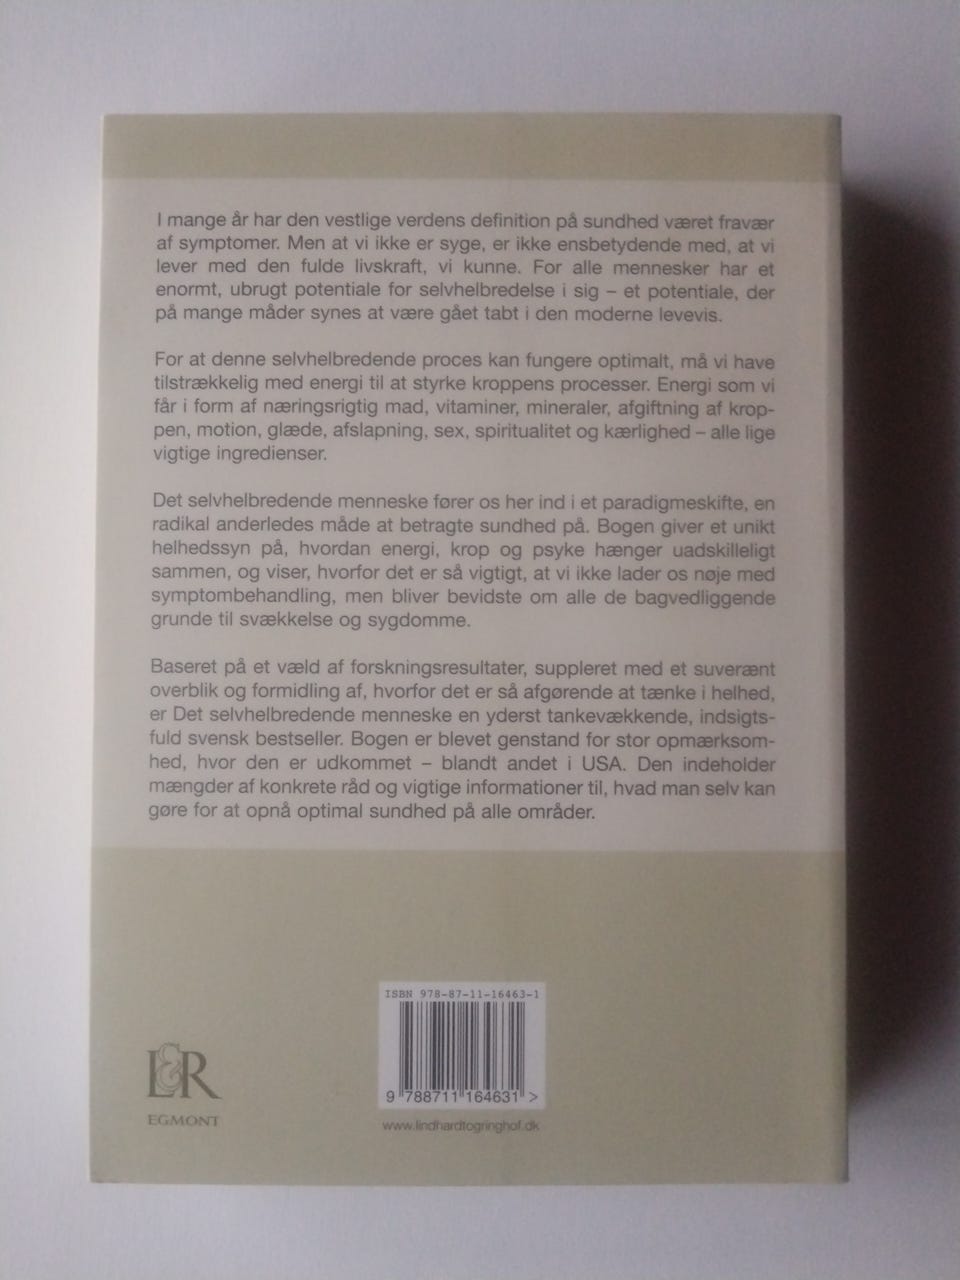 I mange år har den vestlige verdens definition på sundhed været fravær
af symptomer. Men at vi ikke er syge, er ikke ensbetydende med, at vi
lever med den fulde livskraft, vi kunne. For alle mennesker har et
enormt, ubrugt potentiale for selvhelbredelse i sig – et potentiale, der
på mange måder synes at være gået tabt i den moderne levevis.
For at denne selvhelbredende proces kan fungere optimalt, må vi have
tilstrækkelig med energi til at styrke kroppens processer. Energi som vi
får i form af næringsrigtig mad, vitaminer, mineraler, afgiftning af krop-
pen, motion, glæde, afslapning, sex, spiritualitet og kærlighed – alle lige
vigtige ingredienser.
Det selvhelbredende menneske fører os her ind i et paradigmeskifte, en
radikal anderledes måde at betragte sundhed på. Bogen giver et unikt
helhedssyn på, hvordan energi, krop og psyke hænger uadskilleligt
sammen, og viser, hvorfor det er så vigtigt, at vi ikke lader os nøje med
symptombehandling, men bliver bevidste om alle de bagvedliggende
grunde til svækkelse og sygdomme.
Baseret på et væld af forskningsresultater, suppleret med et suverænt
overblik og formidling af, hvorfor det er så afgørende at tænke i helhed,
er Det selvhelbredende menneske en yderst tankevækkende, indsigts-
fuld svensk bestseller. Bogen er blevet genstand for stor opmærksom-
hed, hvor den er udkommet – blandt andet i USA. Den indeholder
mængder af konkrete råd og vigtige informationer til, hvad man selv kan
gøre for at opnå optimal sundhed på alle områder.
ISBN 978-87-11-16463-1
9 788711 164631 >
www.lindhardtogringhof.dk
L&R
EGMONT